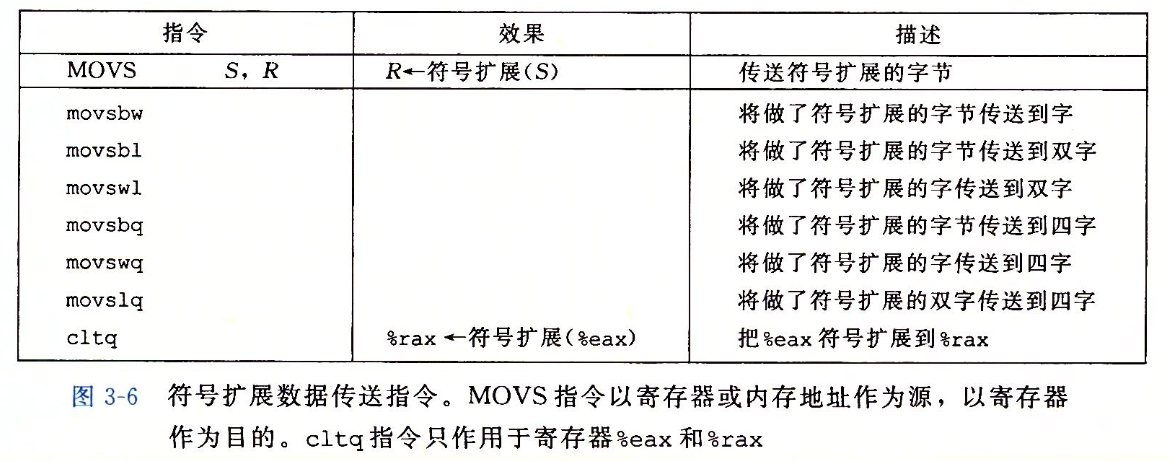 指令 效果 描述
MOVS S, R R←符号扩展(S) 传送符号扩展的字节
movsbw 将做了符号扩展的字节传送到字
movsbl 将做了符号扩展的字节传送到双字
movswl 将做了符号扩展的字传送到双字
movsbq 将做了符号扩展的字节传送到四字
movswq 将做了符号扩展的字传送到四字
movslq 将做了符号扩展的双字传送到四字
cltq %rax←符号扩展(%eax) 把%eax符号扩展到%rax
图 3-6 符号扩展数据传送指令。MOVS 指令以寄存器或内存地址作为源，以寄存器
作为目的。cltq 指令只作用于寄存器%eax 和%rax